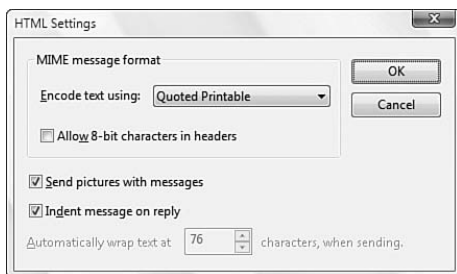 HTML Settings
MIME message format
Encode text using: Quoted Printable
Allow 8-bit characters in headers
OK
Cancel
Send pictures with messages
Indent message on reply
Automatically wrap text at 76 characters, when sending.